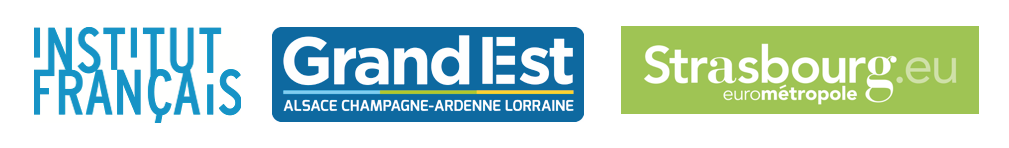 INSTITUT
FRANÇAIS
Grand Est
ALSACE CHAMPAGNE-ARDENNE LORRAINE
Strasbourg.eu
eurométropole